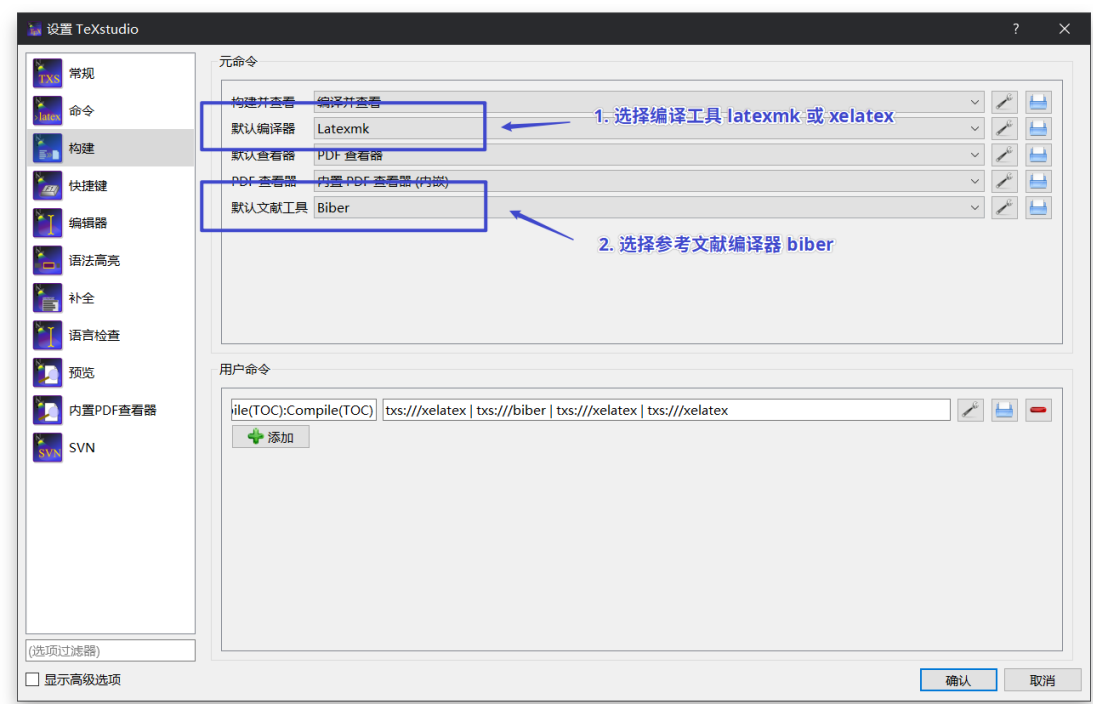 设置 TeXstudio
常规
命令
构建
快捷键
编辑器
语法高亮
补全
语言检查
预览
内置PDF查看器
SVN
(选项过滤器)
显示高级选项
元命令
构建并查看 编译并查看
默认编译器 Latexmk
1. 选择编译工具 latexmk 或 xelatex
默认查看器 PDF 查看器
PDF 查看器 内置 PDF 查看器 (内嵌)
默认文献工具 Biber
2. 选择参考文献编译器 biber
用户命令
ile(TOC):Compile(TOC) txs:///xelatex | txs:///biber | txs:///xelatex | txs:///xelatex
添加
确认 取消